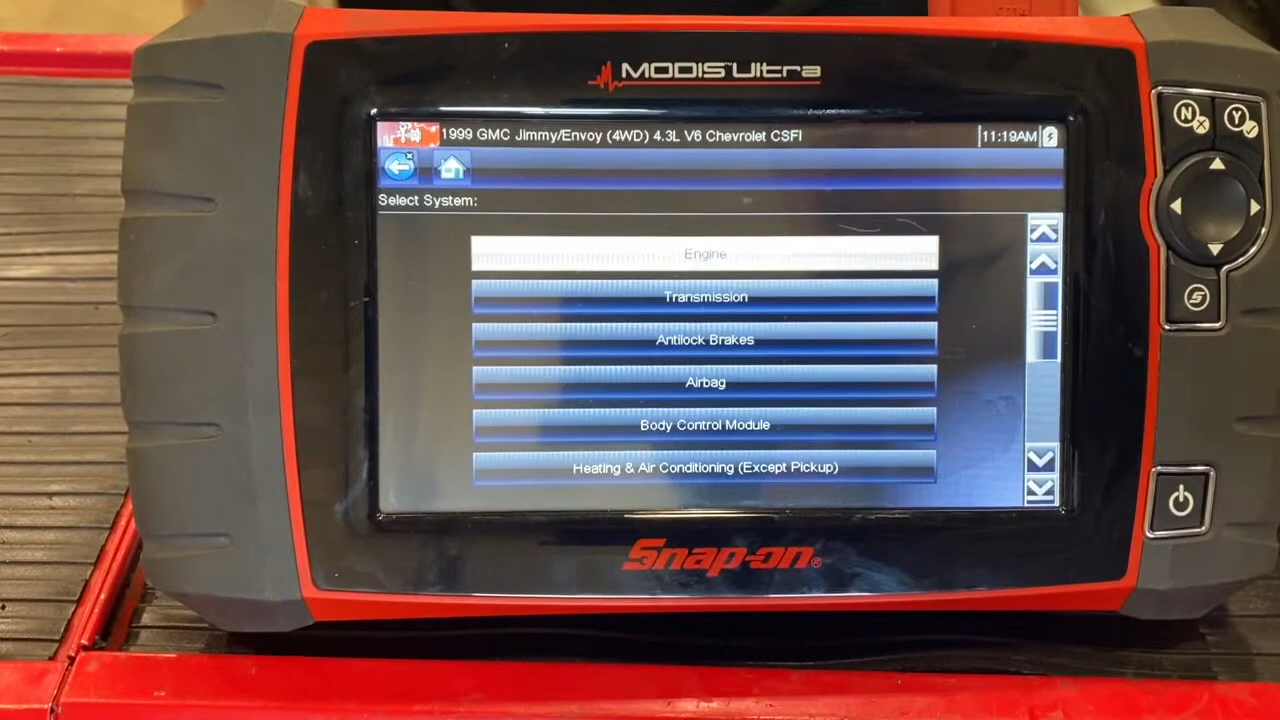 MODIS™ Ultra
1999 GMC Jimmy/Envoy (4WD) 4.3L V6 Chevrolet CSFI
11:19AM
Select System:
Engine
Transmission
Antilock Brakes
Airbag
Body Control Module
Heating & Air Conditioning (Except Pickup)
Snap-on®
N
Y
S